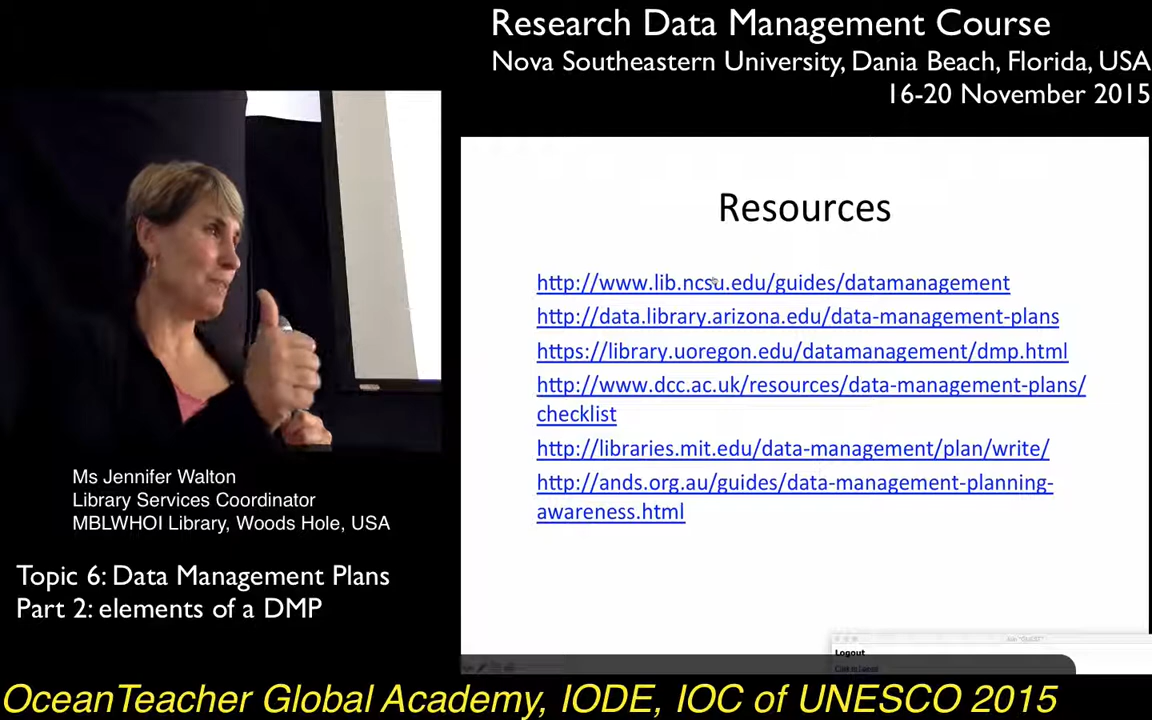 Research Data Management Course
Nova Southeastern University, Dania Beach, Florida, USA
16-20 November 2015
Resources
http://www.lib.ncsu.edu/guides/datamanagement
http://data.library.arizona.edu/data-management-plans
https://library.uoregon.edu/datamanagement/dmp.html
http://www.dcc.ac.uk/resources/data-management-plans/
checklist
http://libraries.mit.edu/data-management/plan/write/
http://ands.org.au/guides/data-management-planning-
awareness.html
Ms Jennifer Walton
Library Services Coordinator
MBLWHOI Library, Woods Hole, USA
Topic 6: Data Management Plans
Part 2: elements of a DMP
Logout
OceanTeacher Global Academy, IODE, IOC of UNESCO 2015